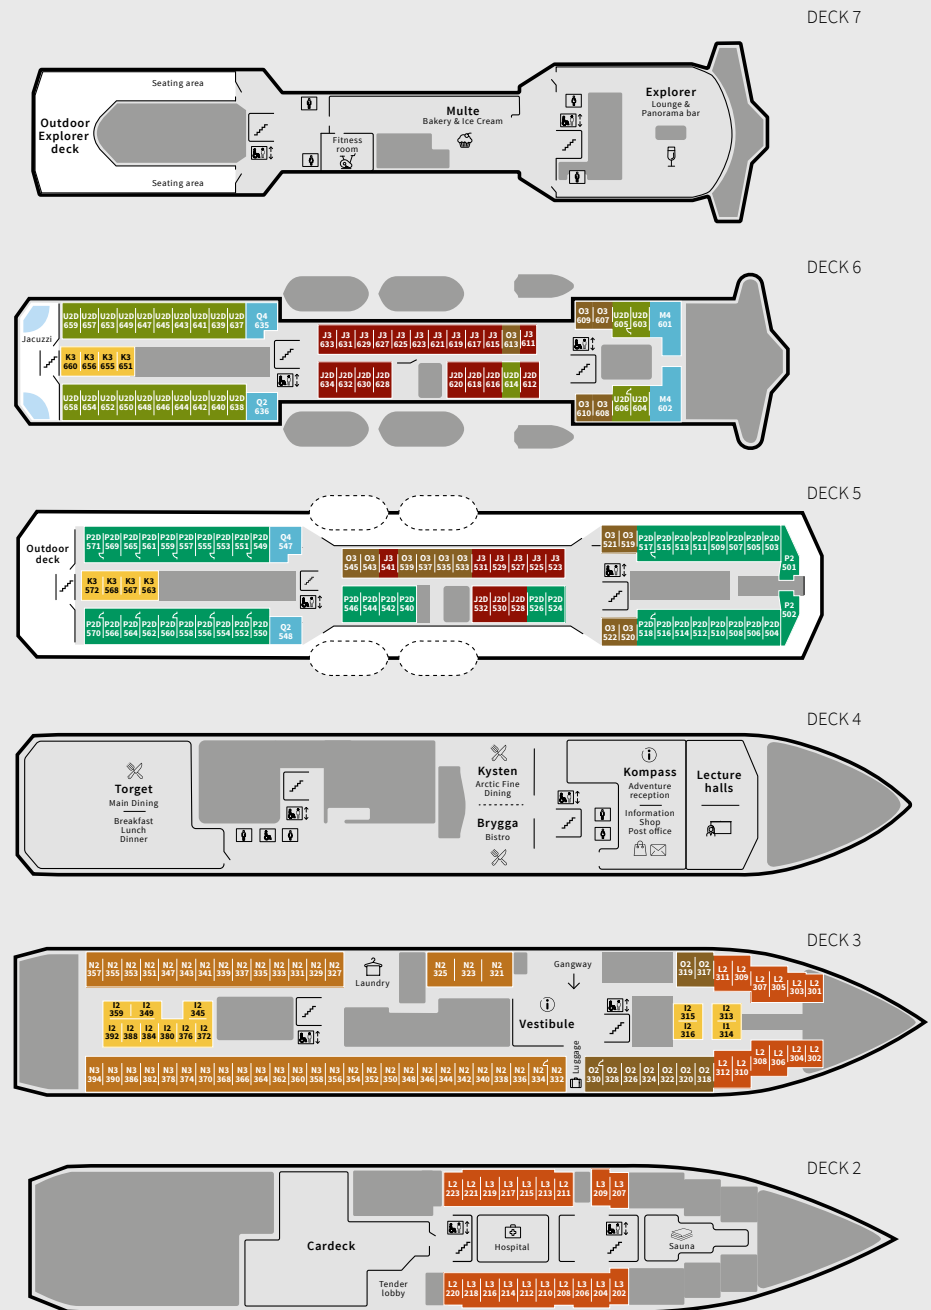 DECK 7
Seating area
Outdoor
Explorer
deck
Seating area
Fitness
room
Multe
Bakery & Ice Cream
Explorer
Lounge &
Panorama bar
DECK 6
Jacuzzi
U2D U2D U2D U2D U2D U2D U2D U2D U2D U2D Q4
659 657 653 649 647 645 643 641 639 637 635
J3 J3 J3 J3 J3 J3 J3 J3 J3 J3 O3 J3
633 631 629 627 625 623 621 619 617 615 613 611
O3 O3 U2D U2D M4
609 607 605 603 601
K3 K3 K3 K3
660 656 655 651
J2D J2D J2D J2D
634 632 630 628
J2D J2D J2D U2D J2D
620 618 616 614 612
U2D U2D U2D U2D U2D U2D U2D U2D U2D U2D Q2
658 654 652 650 648 646 644 642 640 638 636
O3 O3 U2D U2D M4
610 608 606 604 602
DECK 5
Outdoor
deck
P2D P2D P2D P2D P2D P2D P2D P2D P2D P2D Q4
571 569 565 561 559 557 555 553 551 549 547
O3 O3 J3 O3 O3 O3 O3 J3 J3 J3 J3 J3
545 543 541 539 537 535 533 531 529 527 525 523
O3 O3 P2D P2D P2D P2D P2D P2D P2D P2D
521 519 517 515 513 511 509 507 505 503
P2
501
K3 K3 K3 K3
572 568 567 563
P2D P2D P2D P2D
546 544 542 540
J2D J2D J2D P2D P2D
532 530 528 526 524
P2
502
P2D P2D P2D P2D P2D P2D P2D P2D P2D P2D Q2
570 566 564 562 560 558 556 554 552 550 548
O3 O3 P2D P2D P2D P2D P2D P2D P2D P2D
522 520 518 516 514 512 510 508 506 504
DECK 4
Torget
Main Dining
Breakfast
Lunch
Dinner
Kysten
Arctic Fine
Dining
Brygga
Bistro
Kompass
Adventure
reception
Information
Shop
Post office
Lecture
halls
DECK 3
N2 N2 N2 N2 N2 N2 N2 N2 N2 N2 N2 N2 N2 N2
357 355 353 351 347 343 341 339 337 335 333 331 329 327
Laundry
N2 N2 N2
325 323 321
Gangway
O2 O2 L2 L2 L2 L2 L2 L2
319 317 311 309 307 305 303 301
I2 I2 I2
359 349 345
I2 I2 I2 I2 I2 I2
392 388 384 380 376 372
Vestibule
Luggage
I2 I2
315 313
I2 I1
316 314
N3 N3 N3 N3 N3 N3 N3 N3 N3 N3 N3 N3 N3 N3 N2 N2 N2 N2 N2 N2 N2 N2 N2 N2 N2 N2
394 390 386 382 378 374 370 368 366 364 362 360 358 356 354 352 350 348 346 344 342 340 338 336 334 332
O2 O2 O2 O2 O2 O2 O2 L2 L2 L2 L2 L2 L2
330 328 326 324 322 320 318 312 310 308 306 304 302
DECK 2
L2 L2 L3 L3 L3 L3 L2
223 221 219 217 215 213 211
L3 L3
209 207
Cardeck
Hospital
Sauna
Tender
lobby
L2 L3 L3 L3 L3 L3 L2 L3 L3 L3
220 218 216 214 212 210 208 206 204 202